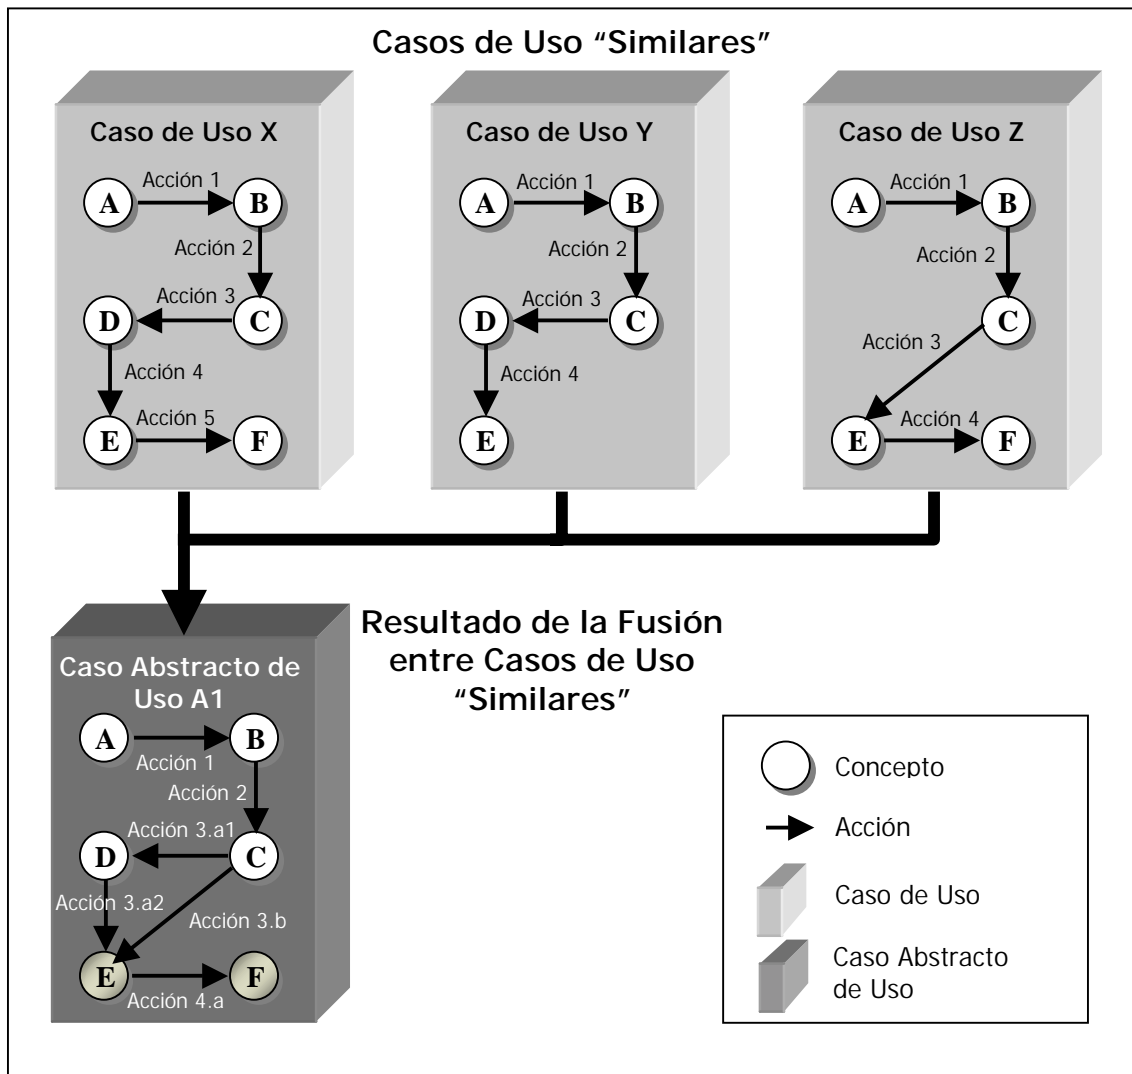 Casos de Uso “Similares”
Caso de Uso X
A
Acción 1
B
Acción 2
D
Acción 3
C
Acción 4
E
Acción 5
F
Caso de Uso Y
A
Acción 1
B
Acción 2
D
Acción 3
C
Acción 4
E
Caso de Uso Z
A
Acción 1
B
Acción 2
C
Acción 3
E
Acción 4
F
Resultado de la Fusión
entre Casos de Uso
“Similares”
Caso Abstracto de
Uso A1
A
Acción 1
B
Acción 2
D
Acción 3.a1
C
Acción 3.a2
Acción 3.b
E
Acción 4.a
F
Concepto
Acción
Caso de Uso
Caso Abstracto
de Uso